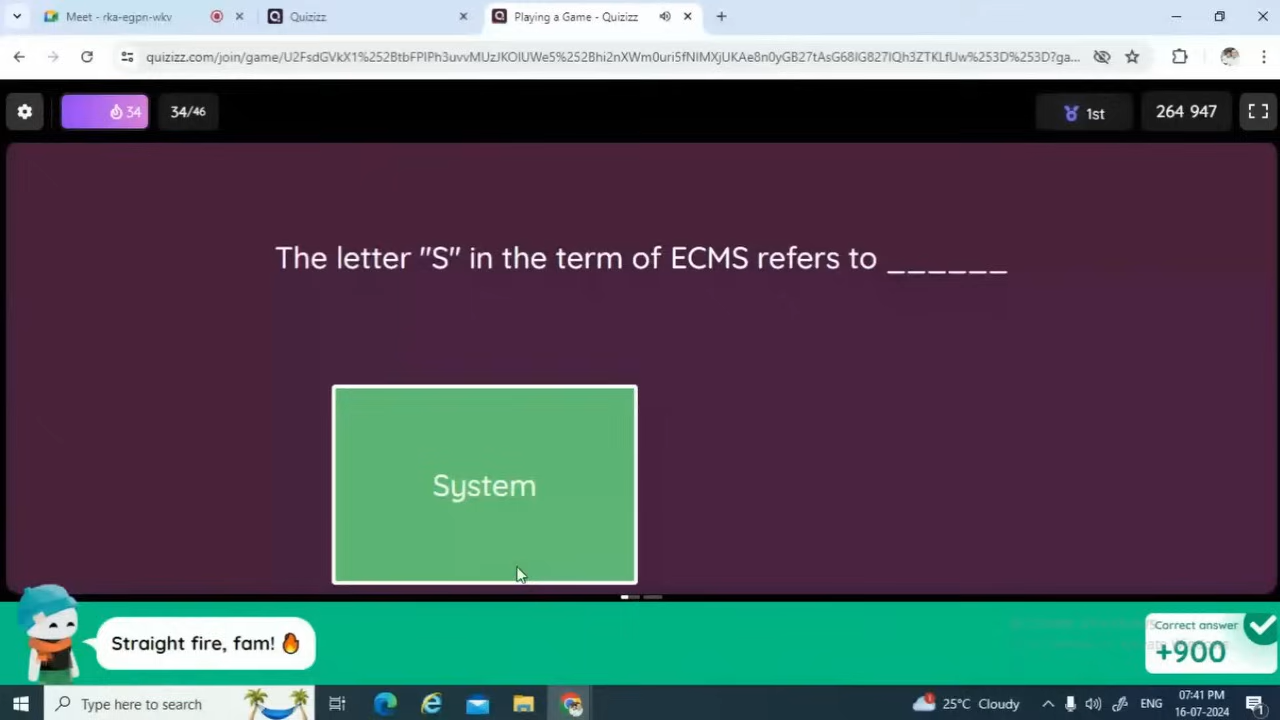 Meet - rka-egpn-wkv
Quizizz
Playing a Game - Quizizz
quizizz.com/join/game/U2FsdGVkX1%252BtbFPlPh3uvvMUzJKOlUWe5%252Bhi2nXWm0uri5fNIMXjUKAe8n0yGB27tAsG68IG827IQh3ZTKLfUw%253D%253D?ga...
34
34/46
1st
264 947
The letter "S" in the term of ECMS refers to ______
System
Straight fire, fam!
Correct answer
+900
Type here to search
25°C Cloudy
ENG
07:41 PM
16-07-2024
1